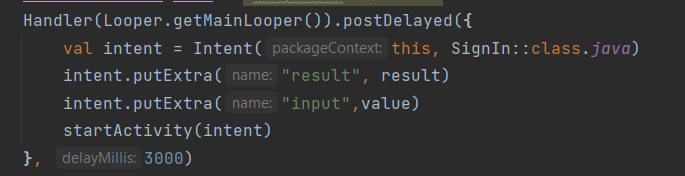 Handler(Looper.getMainLooper()).postDelayed({
val intent = Intent( packageContext: this, SignIn::class.java)
intent.putExtra( name: "result", result)
intent.putExtra( name: "input",value)
startActivity(intent)
}, delayMillis: 3000)